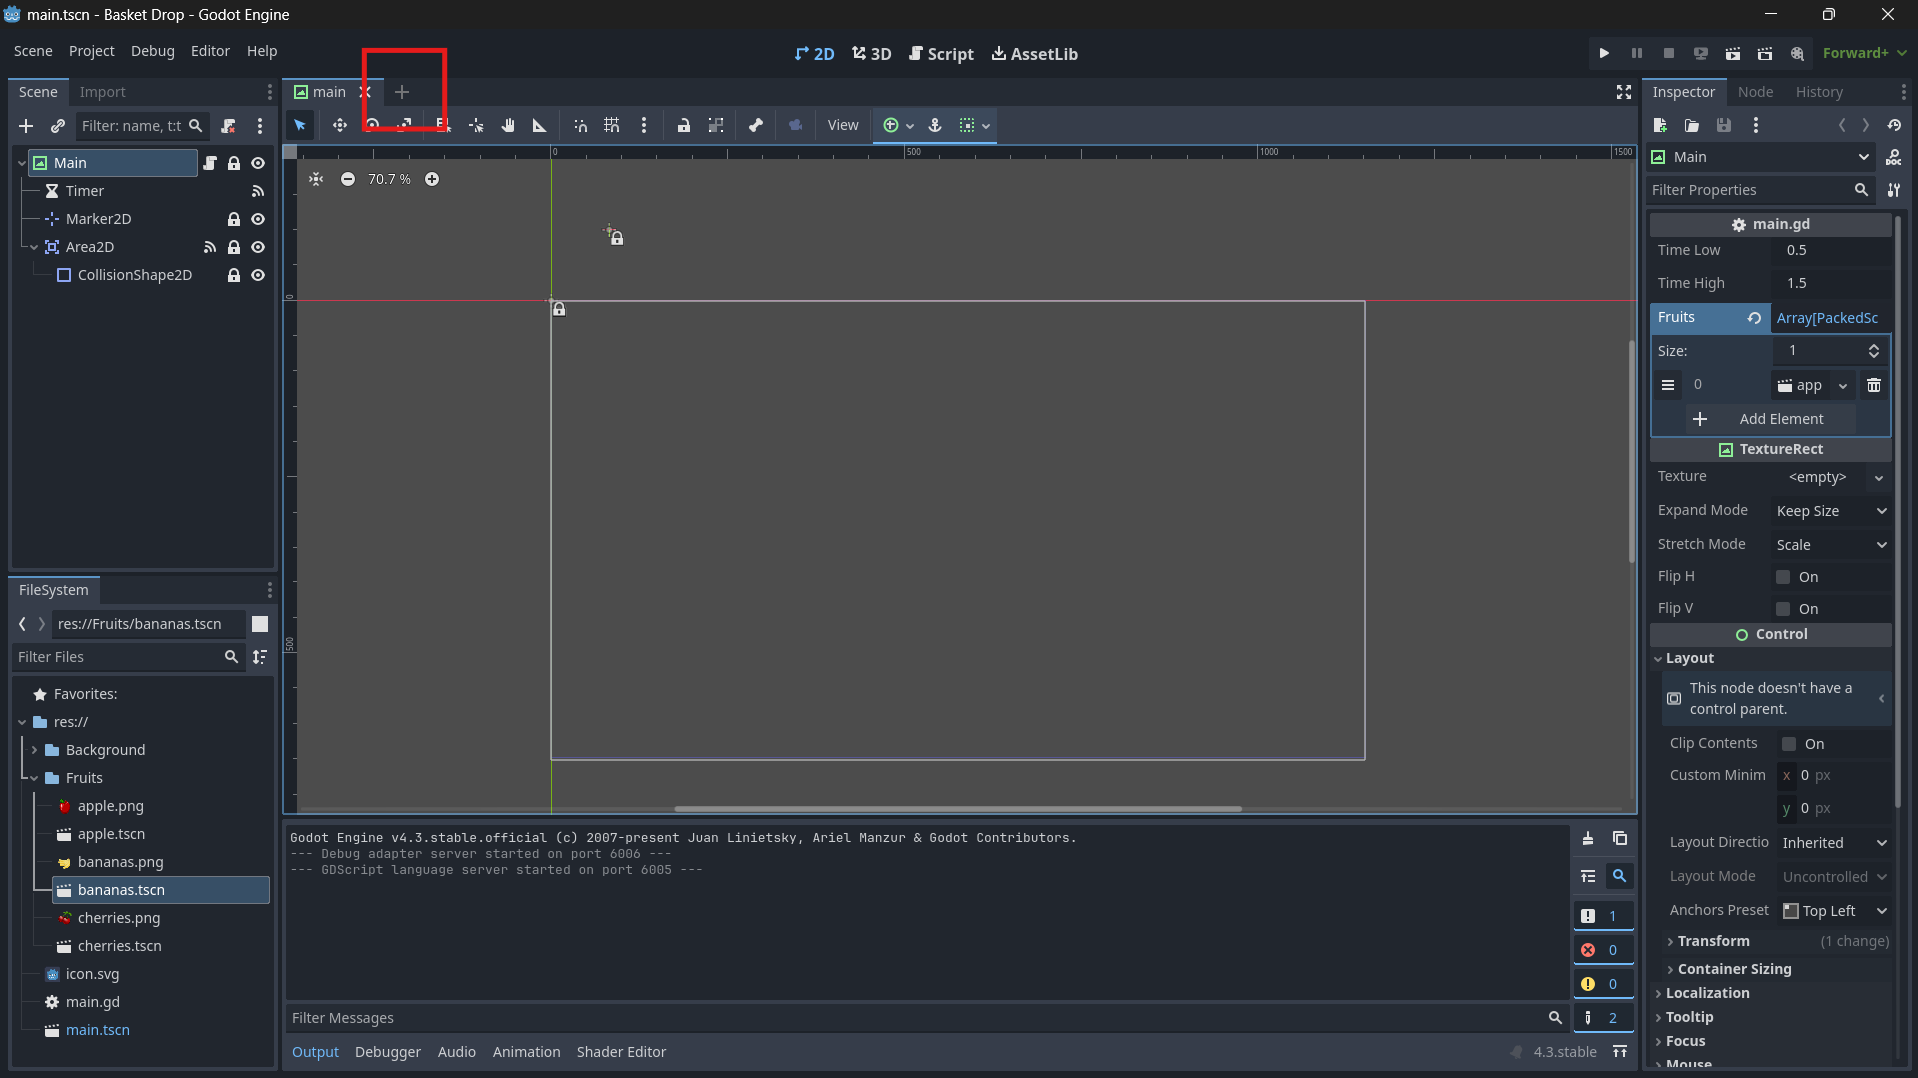 main.tscn - Basket Drop - Godot Engine
Scene Project Debug Editor Help
2D 3D Script AssetLib
Forward+
Scene Import
main
Inspector Node History
Filter: name, t:t
View
Main
Timer
Marker2D
Area2D
CollisionShape2D
0 500 1000 1500
70.7 %
0
500
FileSystem
res://Fruits/bananas.tscn
Filter Files
Favorites:
res://
Background
Fruits
apple.png
apple.tscn
bananas.png
bananas.tscn
cherries.png
cherries.tscn
icon.svg
main.gd
main.tscn
Godot Engine v4.3.stable.official (c) 2007-present Juan Linietsky, Ariel Manzur & Godot Contributors.
--- Debug adapter server started on port 6006 ---
--- GDScript language server started on port 6005 ---
1
0
0
2
Filter Messages
Output Debugger Audio Animation Shader Editor
4.3.stable
Main
Filter Properties
main.gd
Time Low 0.5
Time High 1.5
Fruits Array[PackedSc
Size: 1
0 app
Add Element
TextureRect
Texture <empty>
Expand Mode Keep Size
Stretch Mode Scale
Flip H On
Flip V On
Control
Layout
This node doesn't have a
control parent.
Clip Contents On
Custom Minim x 0 px
y 0 px
Layout Directio Inherited
Layout Mode Uncontrolled
Anchors Preset Top Left
Transform (1 change)
Container Sizing
Localization
Tooltip
Focus
Mouse